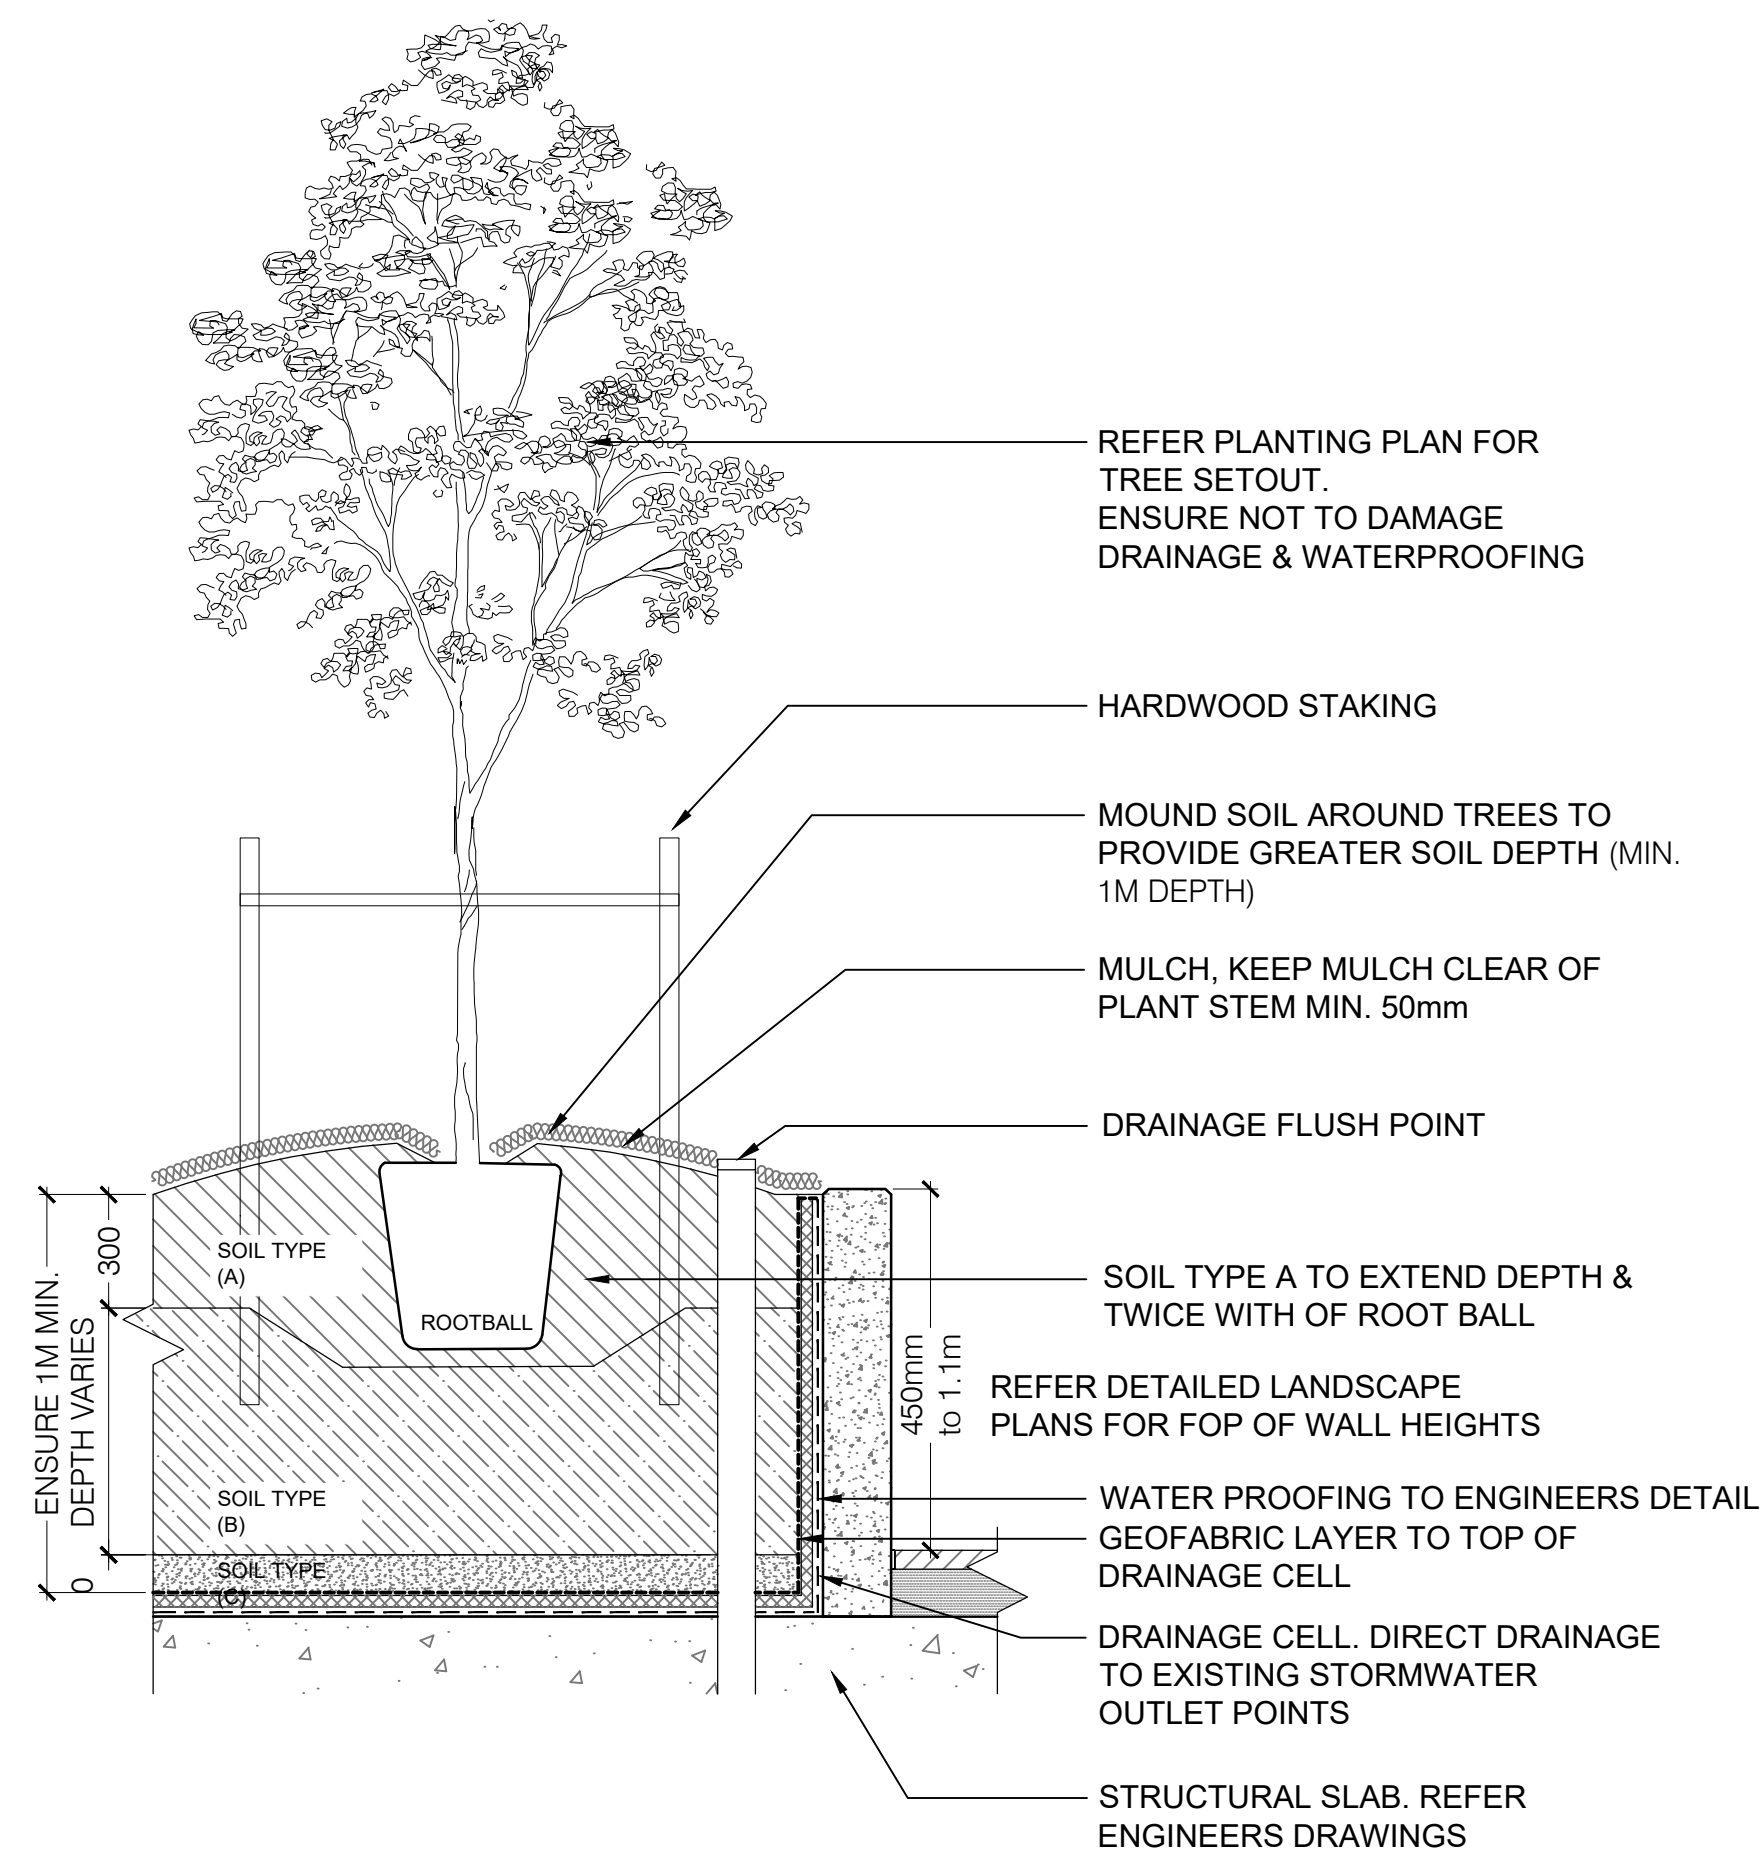 REFER PLANTING PLAN FOR
TREE SETOUT.
ENSURE NOT TO DAMAGE
DRAINAGE & WATERPROOFING
HARDWOOD STAKING
MOUND SOIL AROUND TREES TO
PROVIDE GREATER SOIL DEPTH (MIN.
1M DEPTH)
MULCH, KEEP MULCH CLEAR OF
PLANT STEM MIN. 50mm
DRAINAGE FLUSH POINT
SOIL TYPE A TO EXTEND DEPTH &
TWICE WITH OF ROOT BALL
REFER DETAILED LANDSCAPE
PLANS FOR FOP OF WALL HEIGHTS
WATER PROOFING TO ENGINEERS DETAIL
GEOFABRIC LAYER TO TOP OF
DRAINAGE CELL
DRAINAGE CELL. DIRECT DRAINAGE
TO EXISTING STORMWATER
OUTLET POINTS
STRUCTURAL SLAB. REFER
ENGINEERS DRAWINGS
SOIL TYPE
(A)
ROOTBALL
SOIL TYPE
(B)
SOIL TYPE
(C)
ENSURE 1M MIN.
300
DEPTH VARIES
0
450mm
to 1.1m